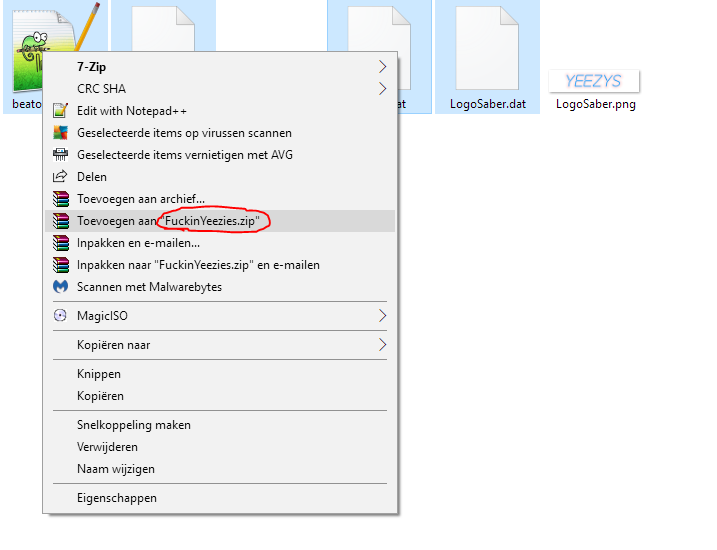 YEEZYS
LogoSaber.dat
LogoSaber.png
7-Zip
CRC SHA
Edit with Notepad++
Geselecteerde items op virussen scannen
Geselecteerde items vernietigen met AVG
Delen
Toevoegen aan archief...
Toevoegen aan "FuckinYeezies.zip"
Inpakken en e-mailen...
Inpakken naar "FuckinYeezies.zip" en e-mailen
Scannen met Malwarebytes
MagicISO
Kopiëren naar
Knippen
Kopiëren
Snelkoppeling maken
Verwijderen
Naam wijzigen
Eigenschappen